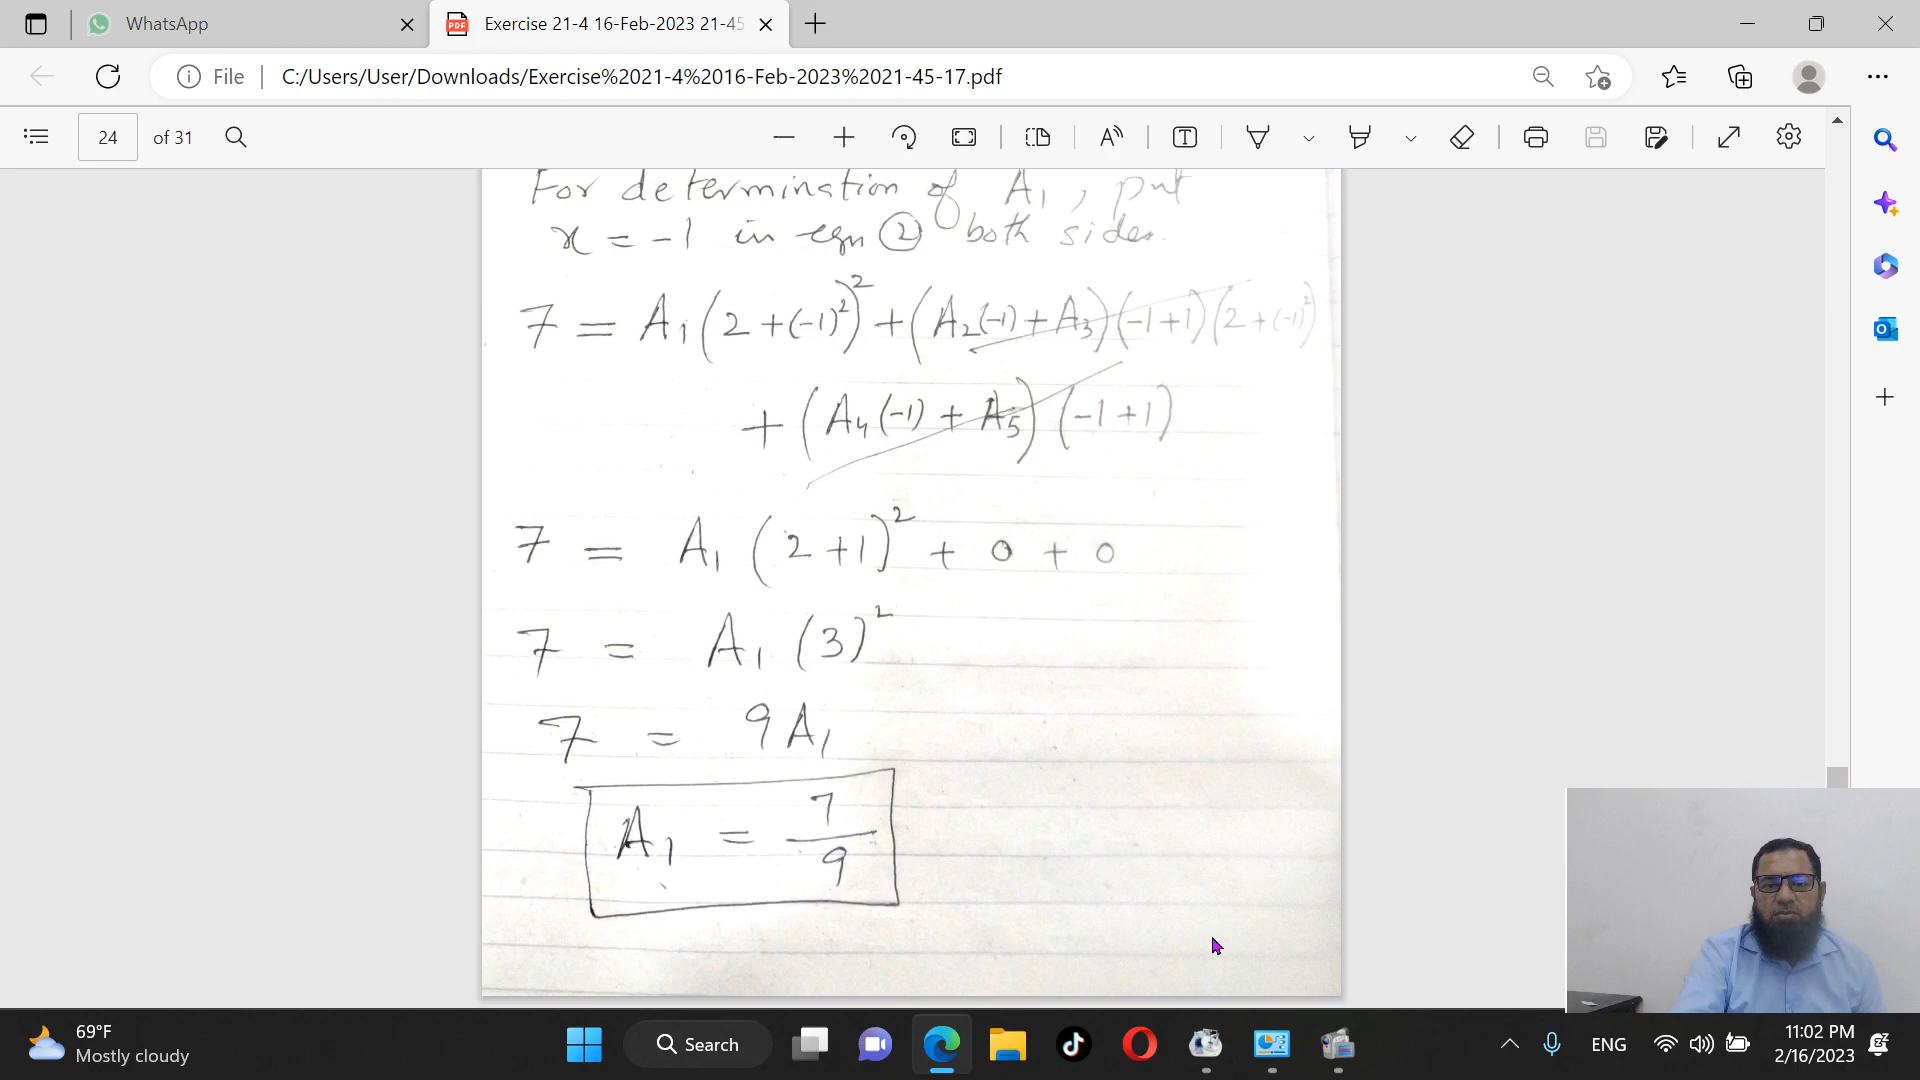 WhatsApp
Exercise 21-4 16-Feb-2023 21-45
File
C:/Users/User/Downloads/Exercise%2021-4%2016-Feb-2023%2021-45-17.pdf
24 of 31
For determination of A₁, put
x = -1 in eqn ② both sides.
7 = A₁(2+(-1)²)² + (A₂(-1)+A₃)(-1+1)(2+(-1)²)
+ (A₄(-1) + A₅)(-1+1)
7 = A₁(2+1)² + 0 + 0
7 = A₁(3)²
7 = 9A₁
A₁ = 7/9
69°F
Mostly cloudy
Search
ENG
11:02 PM
2/16/2023